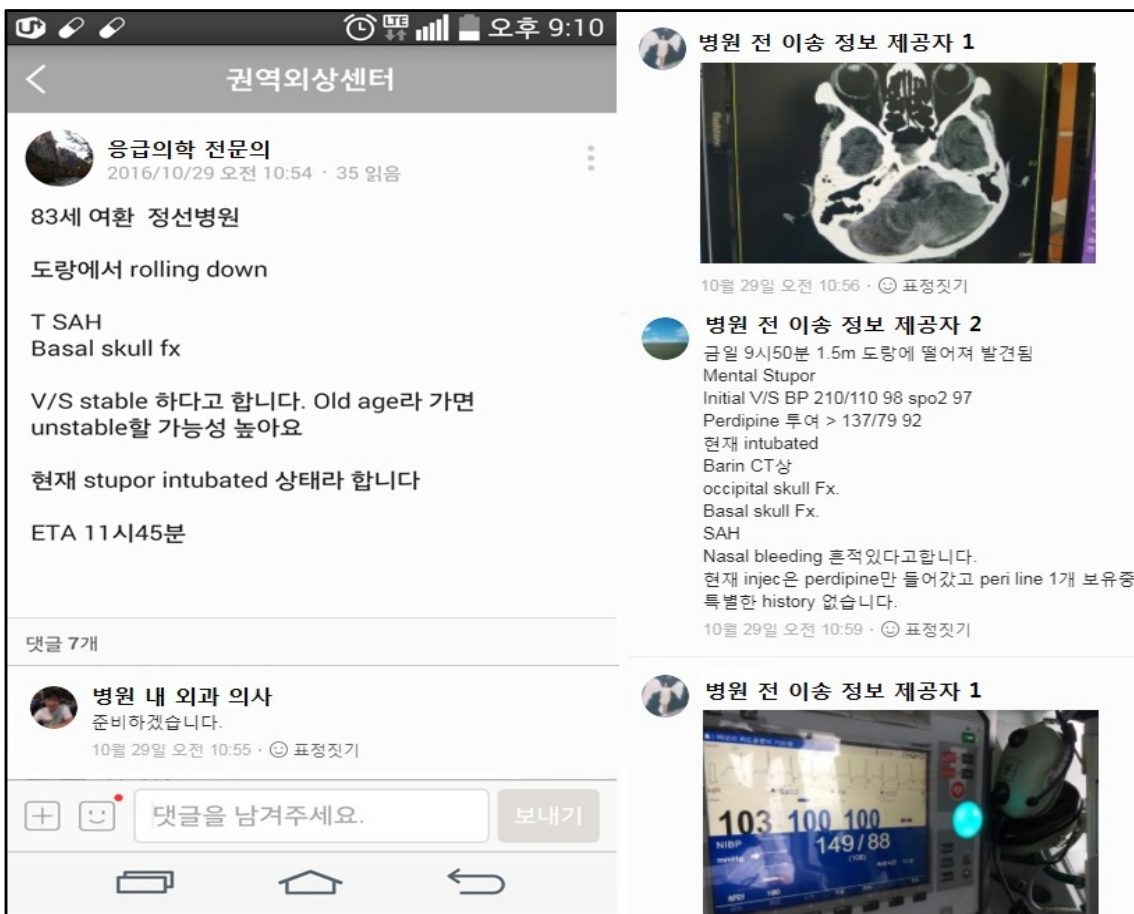 U+ LTE 오후 9:10
권역외상센터
응급의학 전문의
2016/10/29 오전 10:54 · 35 읽음
83세 여환 정선병원
도랑에서 rolling down
T SAH
Basal skull fx
V/S stable 하다고 합니다. Old age라 가면
unstable할 가능성 높아요
현재 stupor intubated 상태라 합니다
ETA 11시45분
댓글 7개
병원 내 외과 의사
준비하겠습니다.
10월 29일 오전 10:55 · 표정짓기
댓글을 남겨주세요.
보내기
병원 전 이송 정보 제공자 1
10월 29일 오전 10:56 · 표정짓기
병원 전 이송 정보 제공자 2
금일 9시50분 1.5m 도랑에 떨어져 발견됨
Mental Stupor
Initial V/S BP 210/110 98 spo2 97
Perdipine 투여 > 137/79 92
현재 intubated
Barin CT상
occipital skull Fx.
Basal skull Fx.
SAH
Nasal bleeding 흔적있다고합니다.
현재 injec은 perdipine만 들어갔고 peri line 1개 보유중
특별한 history 없습니다.
10월 29일 오전 10:59 · 표정짓기
병원 전 이송 정보 제공자 1
103 100 100
NIBP 149/88
mmHg